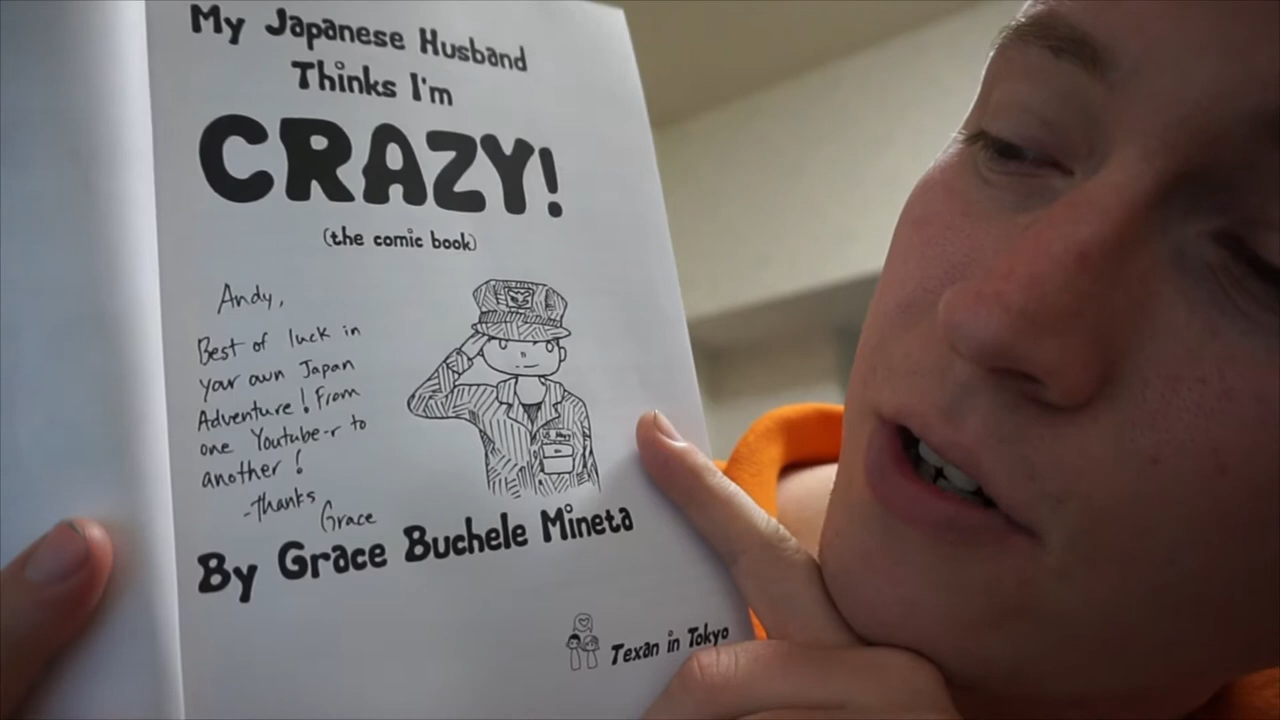 My Japanese Husband
Thinks I'm
CRAZY!
(the comic book)
Andy,
Best of luck in
your own Japan
Adventure! From
one Youtube-r to
another!
-thanks
Grace
By Grace Buchele Mineta
Texan in Tokyo